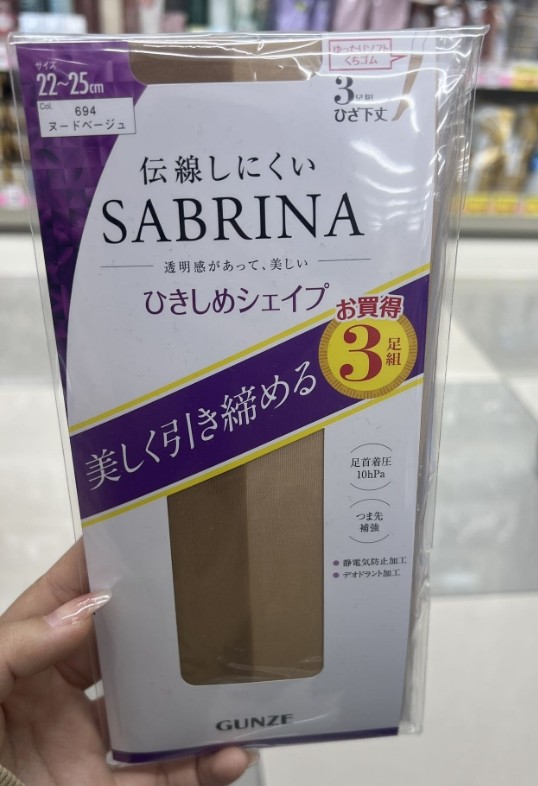 サイズ
22~25cm
Col.
694
ヌードベージュ
ゆったりソフト
くちゴム
3足組
ひざ下丈
伝線しにくい
SABRINA
透明感があって、美しい
ひきしめシェイプ
お買得
3足組
美しく引き締める
足首着圧
10hPa
つま先
補強
● 静電気防止加工
● デオドラント加工
GUNZE